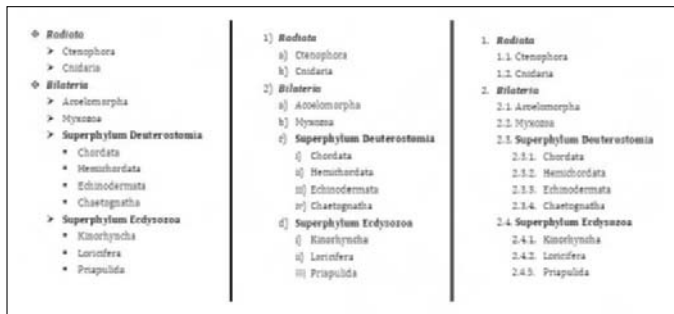 ❖ Radiata
➢ Ctenophora
➢ Cnidaria
❖ Bilateria
➢ Acoelomorpha
➢ Myxozoa
➢ Superphylum Deuterostomia
▪ Chordata
▪ Hemichordata
▪ Echinodermata
▪ Chaetognatha
➢ Superphylum Ecdysozoa
▪ Kinorhyncha
▪ Loricifera
▪ Priapulida
1) Radiata
a) Ctenophora
b) Cnidaria
2) Bilateria
a) Acoelomorpha
b) Myxozoa
c) Superphylum Deuterostomia
i) Chordata
ii) Hemichordata
iii) Echinodermata
iv) Chaetognatha
d) Superphylum Ecdysozoa
i) Kinorhyncha
ii) Loricifera
iii) Priapulida
1. Radiata
1.1. Ctenophora
1.2. Cnidaria
2. Bilateria
2.1. Acoelomorpha
2.2. Myxozoa
2.3. Superphylum Deuterostomia
2.3.1. Chordata
2.3.2. Hemichordata
2.3.3. Echinodermata
2.3.4. Chaetognatha
2.4. Superphylum Ecdysozoa
2.4.1. Kinorhyncha
2.4.2. Loricifera
2.4.3. Priapulida